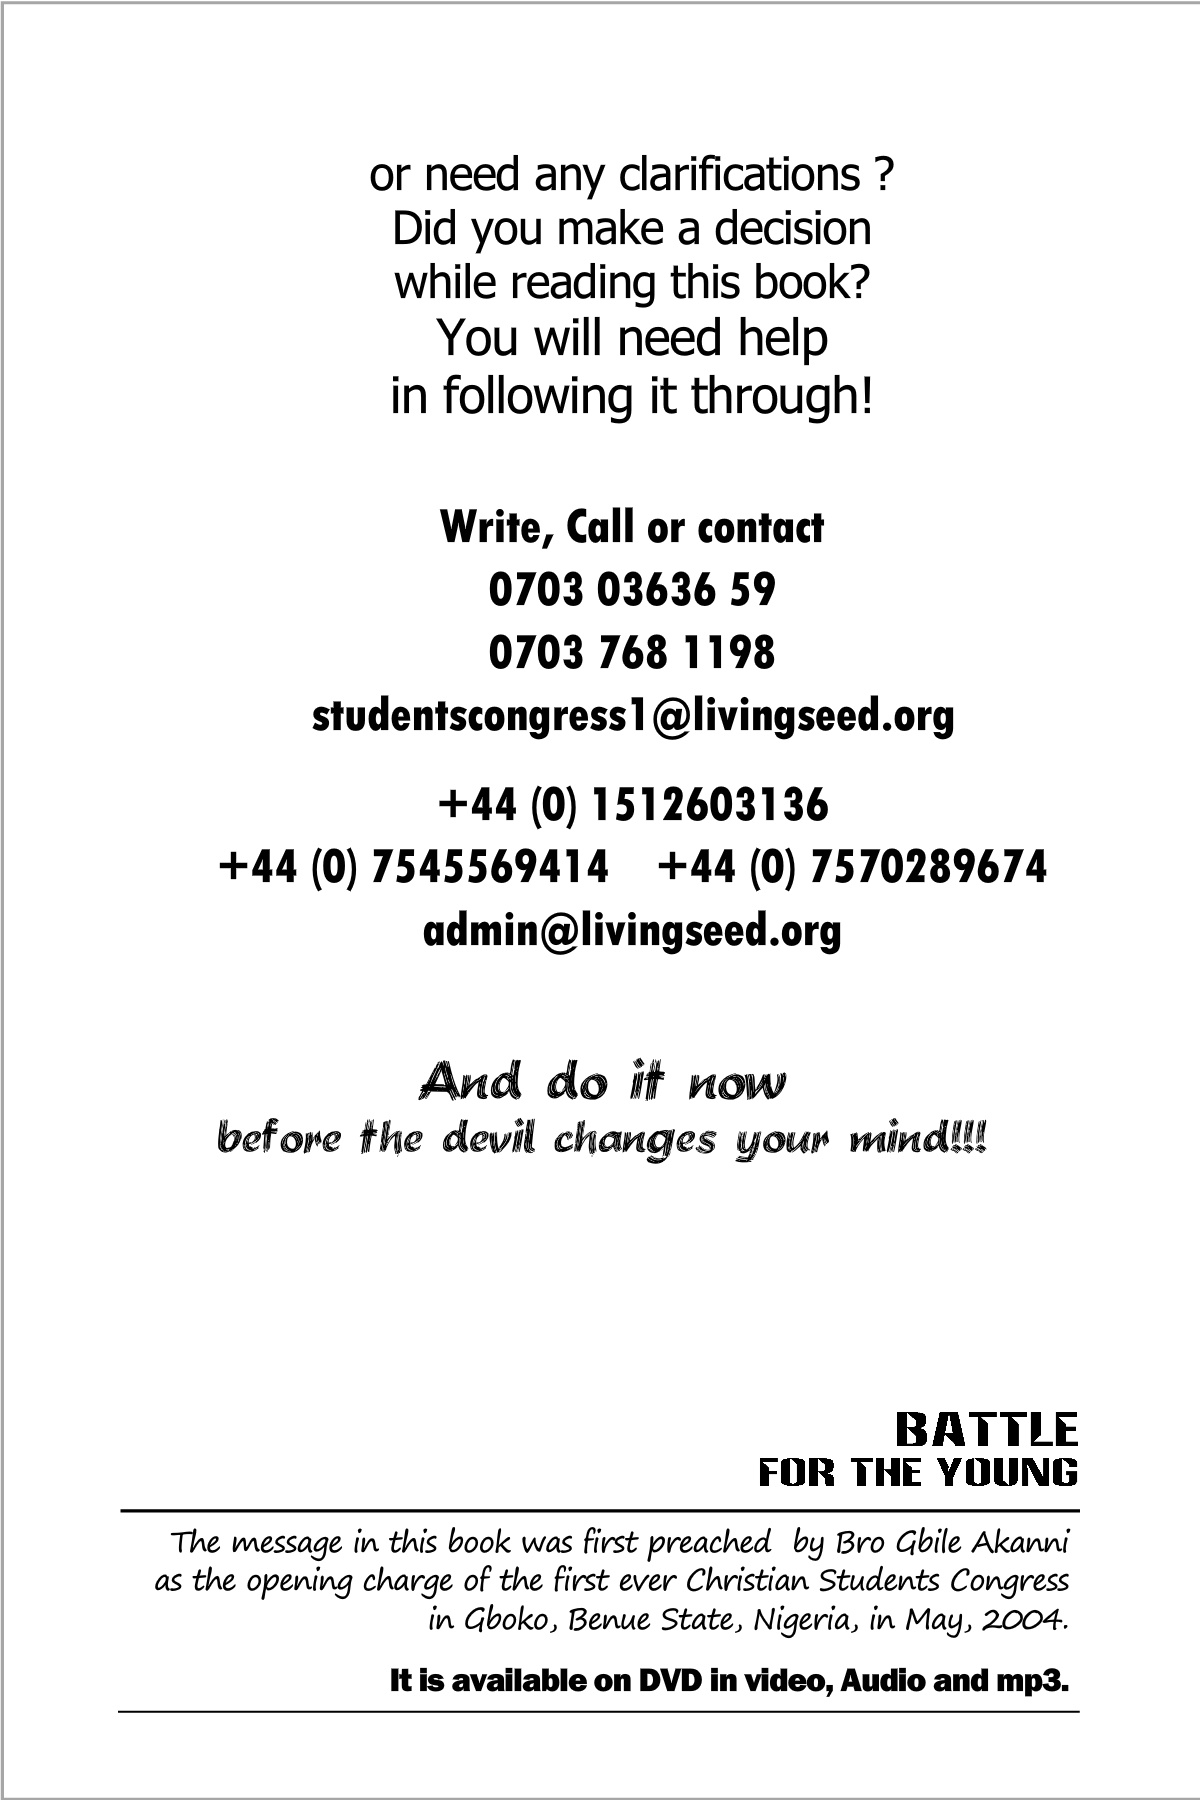 or need any clarifications ?
Did you make a decision
while reading this book?
You will need help
in following it through!
Write, Call or contact
0703 03636 59
0703 768 1198
studentscongress1@livingseed.org
+44 (0) 1512603136
+44 (0) 7545569414 +44 (0) 7570289674
admin@livingseed.org
And do it now
before the devil changes your mind!!!
BATTLE
FOR THE YOUNG
The message in this book was first preached by Bro Gbile Akanni
as the opening charge of the first ever Christian Students Congress
in Gboko, Benue State, Nigeria, in May, 2004.
It is available on DVD in video, Audio and mp3.